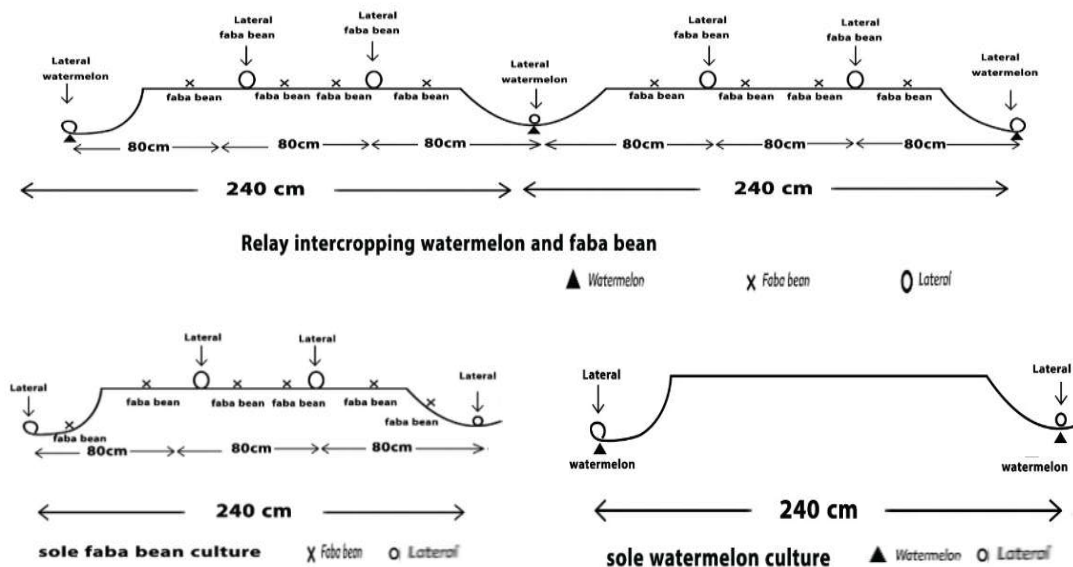 Lateral
faba bean
Lateral
faba bean
Lateral
faba bean
Lateral
faba bean
Lateral
watermelon
Lateral
watermelon
Lateral
watermelon
faba bean
faba bean
faba bean
faba bean
faba bean
faba bean
faba bean
faba bean
80cm
80cm
80cm
80cm
80cm
80cm
240 cm
240 cm
Relay intercropping watermelon and faba bean
Watermelon
Faba bean
Lateral
Lateral
Lateral
Lateral
Lateral
faba bean
faba bean
faba bean
faba bean
faba bean
faba bean
80cm
80cm
80cm
240 cm
sole faba bean culture
Faba bean
Lateral
Lateral
Lateral
watermelon
watermelon
240 cm
sole watermelon culture
Watermelon
Lateral